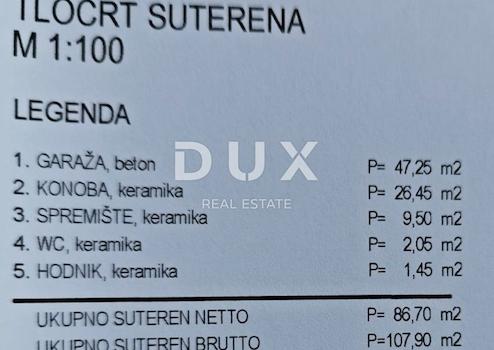 TLOCRT SUTERENA
M 1:100
LEGENDA
1. GARAŽA, beton P= 47,25 m2
2. KONOBA, keramika P= 26,45 m2
3. SPREMIŠTE, keramika P= 9,50 m2
4. WC, keramika P= 2,05 m2
5. HODNIK, keramika P= 1,45 m2
UKUPNO SUTEREN NETTO P= 86,70 m2
UKUPNO SUTEREN BRUTTO P=107,90 m2
DUX
REAL ESTATE